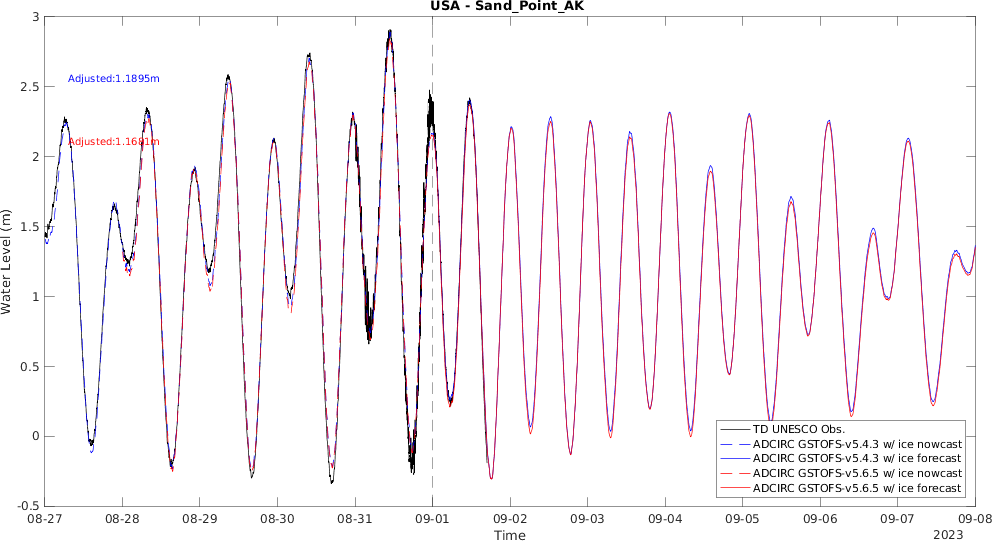 USA - Sand_Point_AK
3
2.5
2
1.5
1
0.5
0
-0.5
Water Level (m)
Adjusted:1.1895m
Adjusted:1.1681m
TD UNESCO Obs.
ADCIRC GSTOFS-v5.4.3 w/ ice nowcast
ADCIRC GSTOFS-v5.4.3 w/ ice forecast
ADCIRC GSTOFS-v5.6.5 w/ ice nowcast
ADCIRC GSTOFS-v5.6.5 w/ ice forecast
08-27 08-28 08-29 08-30 08-31 09-01 09-02 09-03 09-04 09-05 09-06 09-07 09-08
Time
2023